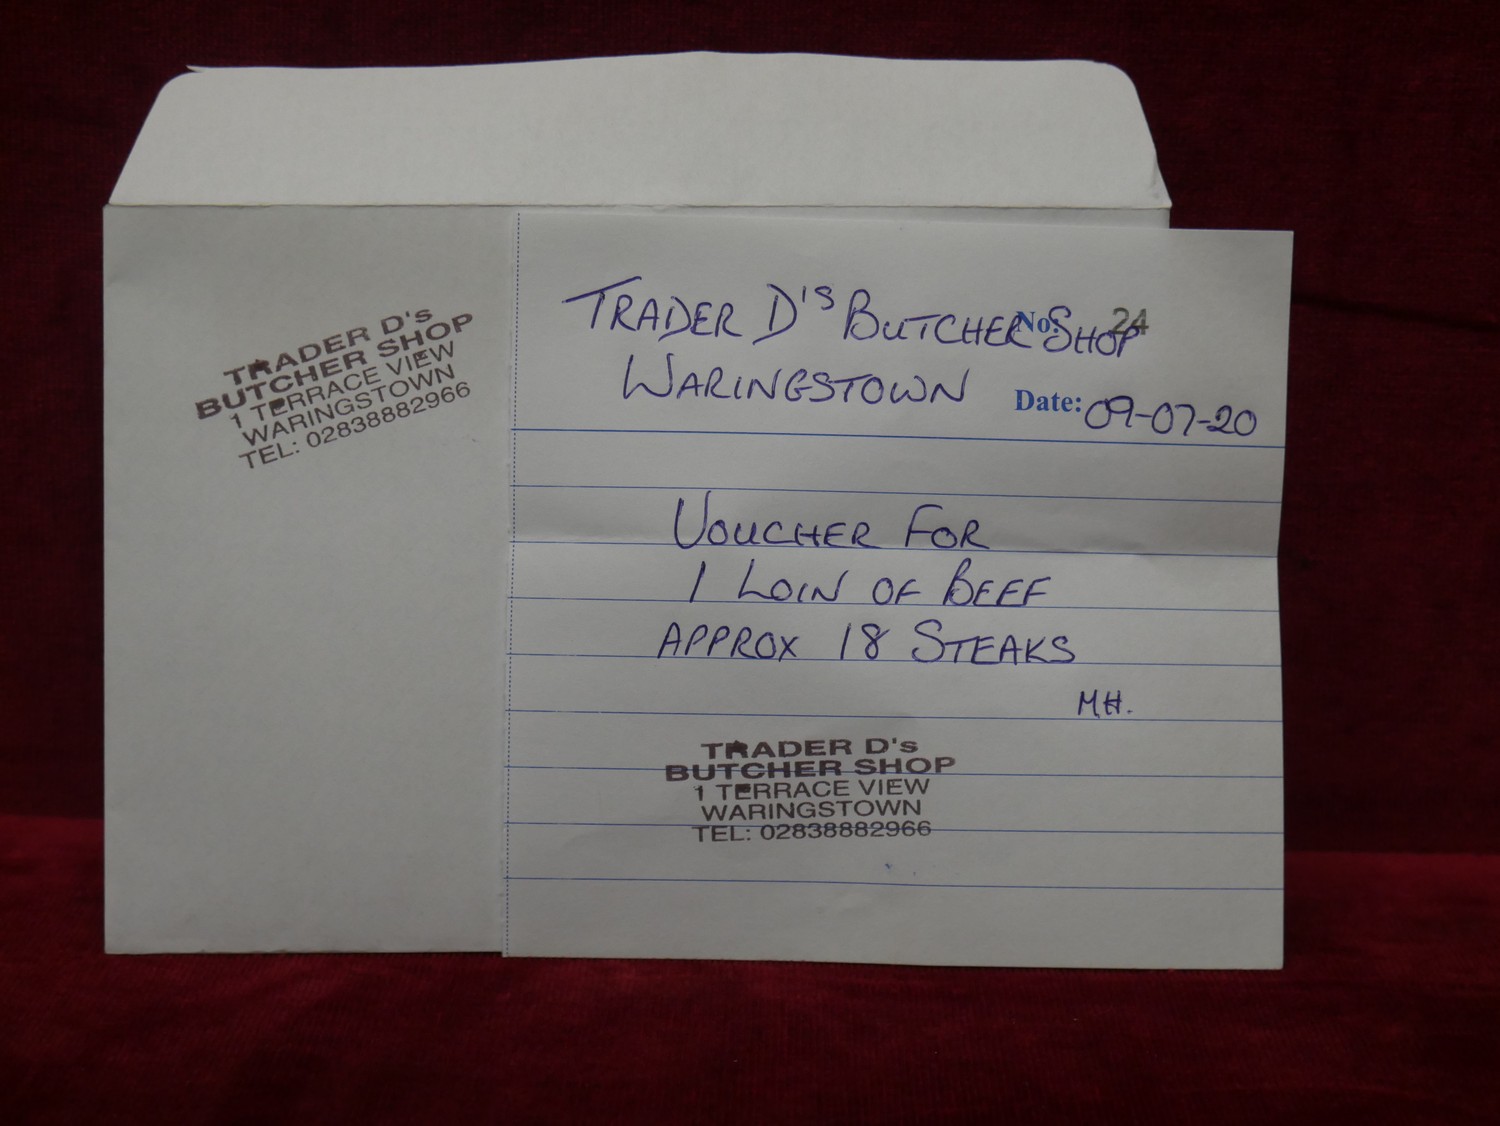 TRADER D's
BUTCHER SHOP
1 TERRACE VIEW
WARINGSTOWN
TEL: 02838882966
TRADER D'S BUTCHER SHOP
No: 24
WARINGSTOWN
Date: 09-07-20
VOUCHER FOR
1 LOIN OF BEEF
APPROX 18 STEAKS
MH.
TRADER D's
BUTCHER SHOP
1 TERRACE VIEW
WARINGSTOWN
TEL: 02838882966